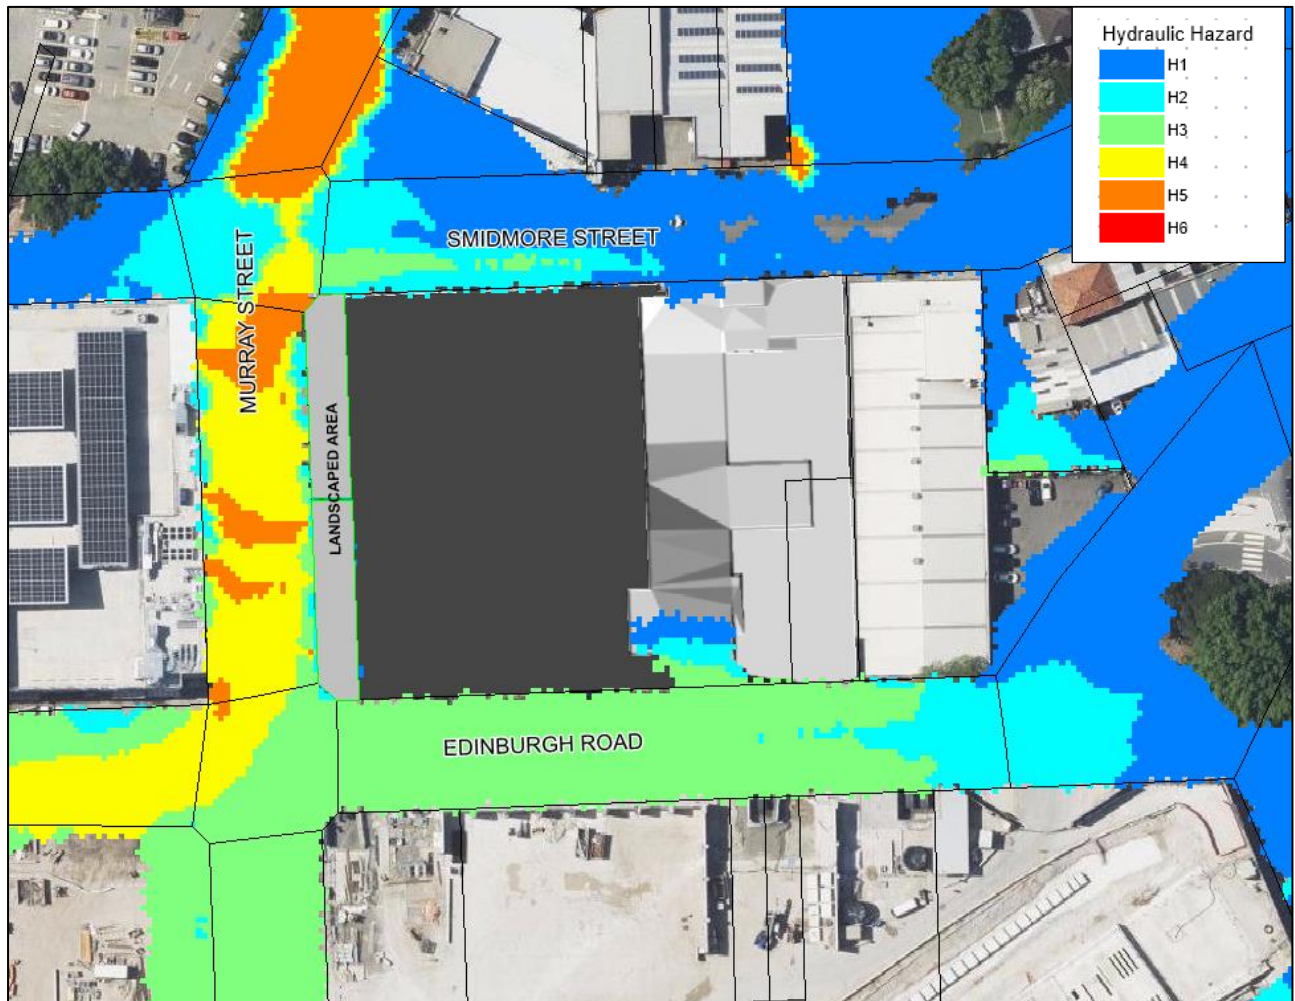 Hydraulic Hazard
H1
H2
H3
H4
H5
H6
SMIDMORE STREET
MURRAY STREET
LANDSCAPED AREA
EDINBURGH ROAD